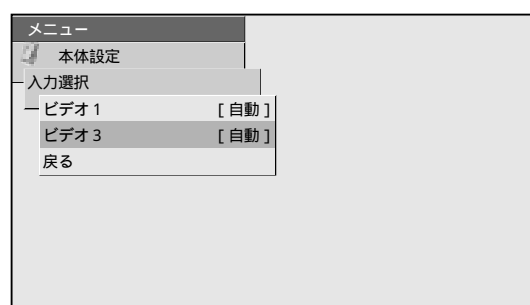 メニュー
本体設定
入力選択
ビデオ1 [自動]
ビデオ3 [自動]
戻る